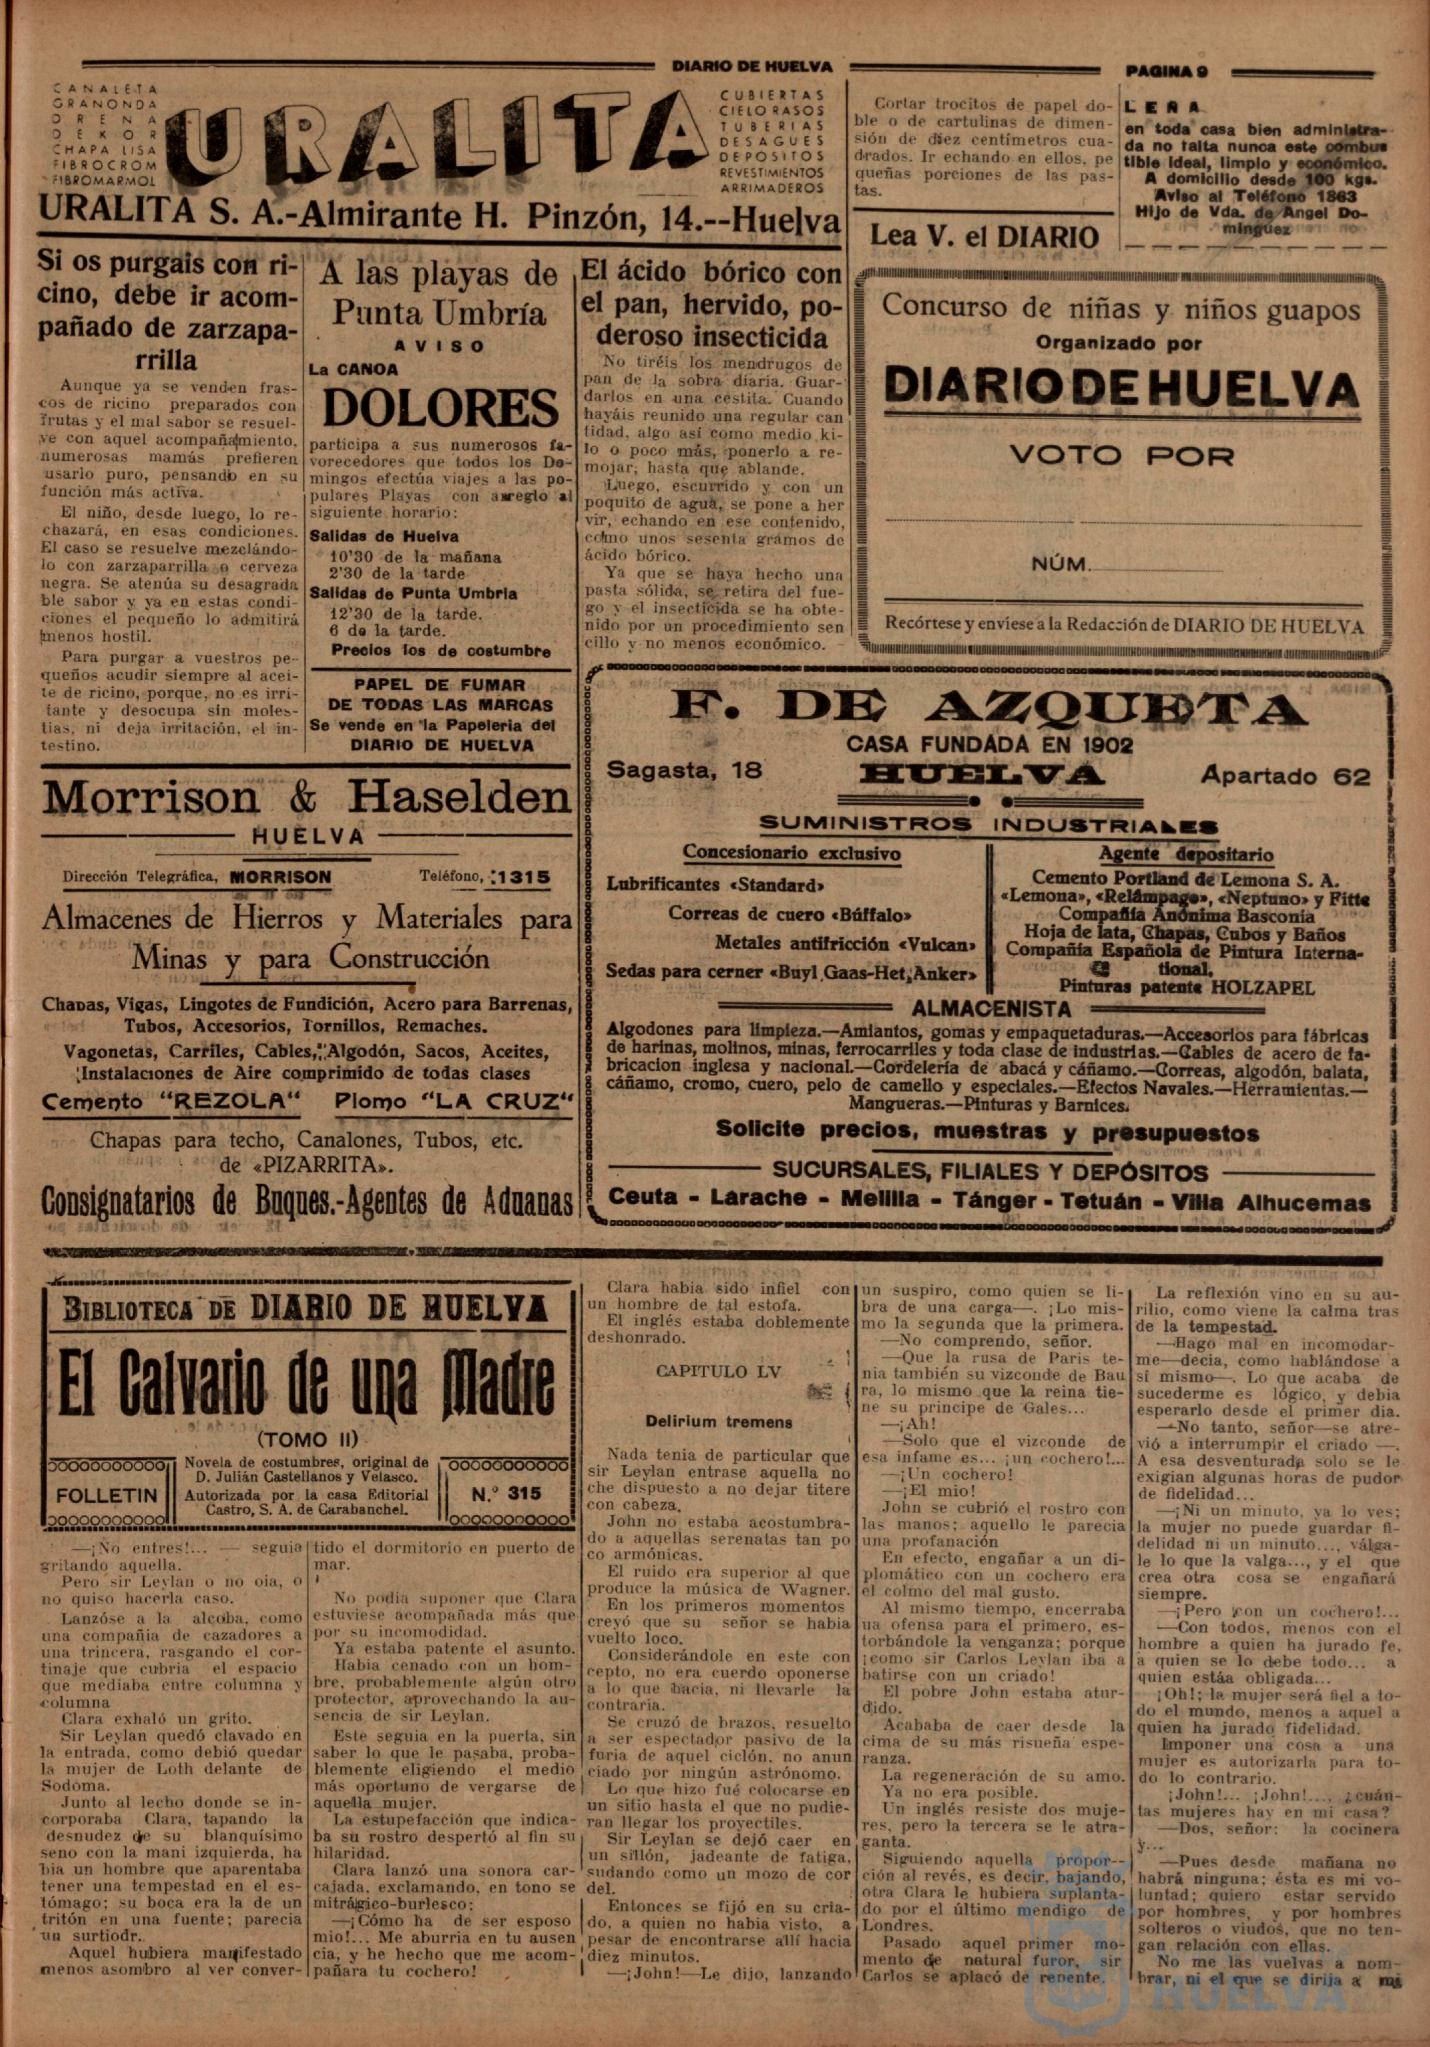 DIARIO DE HUELVA
PAGINA 9
CANALETA
GRANONDA
DRENA
DEKOR
CHAPA LISA
FIBROCROM
FIBROMARMOL
URALITA
CUBIERTAS
CIELORASOS
TUBERIAS
DESAGUES
DEPOSITOS
REVESTIMIENTOS
ARRIMADEROS
URALITA S. A.-Almirante H. Pinzón, 14.--Huelva
Si os purgais con ri-
cino, debe ir acom-
pañado de zarzapa-
rrilla
Aunque ya se venden fras-
cos de ricino preparados con
frutas y el mal sabor se resuel-
ve con aquel acompañamiento,
numerosas mamás prefieren
usarlo puro, pensando en su
función más activa.
El niño, desde luego, lo re-
chazará, en esas condiciones.
El caso se resuelve mezclándo-
lo con zarzaparrilla o cerveza
negra. Se atenúa su desagrada
ble sabor y ya en estas condi-
ciones el pequeño lo admitirá
menos hostil.
Para purgar a vuestros pe-
queños acudir siempre al acei-
te de ricino, porque, no es irri-
tante y desocupa sin moles-
tias, ni deja irritación, el in-
testino.
A las playas de
Punta Umbría
AVISO
La CANOA
DOLORES
participa a sus numerosos fa-
vorecedores que todos los Do-
mingos efectúa viajes a las po-
pulares Playas con arreglo al
siguiente horario:
Salidas de Huelva
10'30 de la mañana
2'30 de la tarde
Salidas de Punta Umbria
12'30 de la tarde.
6 de la tarde.
Precios los de costumbre
PAPEL DE FUMAR
DE TODAS LAS MARCAS
Se vende en la Papeleria del
DIARIO DE HUELVA
El ácido bórico con
el pan, hervido, po-
deroso insecticida
No tiréis los mendrugos de
pan de la sobra diaria. Guar-
darlos en una cestita. Cuando
hayáis reunido una regular can
tidad, algo así como medio ki-
lo o poco más, ponerlo a re-
mojar; hasta que ablande.
Luego, escurrido y con un
poquito de agua, se pone a her
vir, echando en ese contenido,
como unos sesenta gramos de
ácido bórico.
Ya que se haya hecho una
pasta sólida, se retira del fue-
go y el insecticida se ha obte-
nido por un procedimiento sen
cillo y no menos económico.
Cortar trocitos de papel do-
ble o de cartulinas de dimen-
sión de diez centímetros cua-
drados. Ir echando en ellos, pe
queñas porciones de las pas-
tas.
Lea V. el DIARIO
LEÑA
en toda casa bien administra-
da no falta nunca este combus
tible ideal, limpio y económico.
A domicilio desde 100 kgs.
Aviso al Teléfono 1863
Hijo de Vda. de Angel Do-
mínguez
Concurso de niñas y niños guapos
Organizado por
DIARIO DE HUELVA
VOTO POR
NÚM.
Recórtese y envíese a la Redacción de DIARIO DE HUELVA
Morrison & Haselden
HUELVA
Dirección Telegráfica, MORRISON
Teléfono, 1315
Almacenes de Hierros y Materiales para
Minas y para Construcción
Chapas, Vigas, Lingotes de Fundición, Acero para Barrenas,
Tubos, Accesorios, Tornillos, Remaches.
Vagonetas, Carriles, Cables, Algodón, Sacos, Aceites,
Instalaciones de Aire comprimido de todas clases
Cemento "REZOLA" Plomo "LA CRUZ"
Chapas para techo, Canalones, Tubos, etc.
de «PIZARRITA».
Consignatarios de Buques.-Agentes de Aduanas
F. DE AZQUETA
CASA FUNDADA EN 1902
Sagasta, 18 HUELVA Apartado 62
SUMINISTROS INDUSTRIALES
Concesionario exclusivo
Lubrificantes «Standard»
Correas de cuero «Búffalo»
Metales antifricción «Vulcan»
Sedas para cerner «Buyl Gaas-Het Anker»
Agente depositario
Cemento Portland de Lemona S. A.
«Lemona», «Relámpago», «Neptuno» y Fitte
Compañía Anónima Basconia
Hoja de lata, Chapas, Cubos y Baños
Compañía Española de Pintura Interna-
tional.
Pinturas patente HOLZAPEL
ALMACENISTA
Algodones para limpieza.—Amiantos, gomas y empaquetaduras.—Accesorios para fábricas
de harinas, molinos, minas, ferrocarriles y toda clase de industrias.—Cables de acero de fa-
bricacion inglesa y nacional.—Cordelería de abacá y cáñamo.—Correas, algodón, balata,
cáñamo, cromo, cuero, pelo de camello y especiales.—Efectos Navales.—Herramientas.—
Mangueras.—Pinturas y Barnices.
Solicite precios, muestras y presupuestos
SUCURSALES, FILIALES Y DEPÓSITOS
Ceuta - Larache - Melilla - Tánger - Tetuán - Villa Alhucemas
BIBLIOTECA DE DIARIO DE HUELVA
El Calvario de una Madre
(TOMO II)
FOLLETIN
Novela de costumbres, original de
D. Julián Castellanos y Velasco.
Autorizada por la casa Editorial
Castro, S. A. de Carabanchel.
N.º 315
—¡No entres!... — seguia
gritando aquella.
Pero sir Leylan o no oia, o
no quiso hacerla caso.
Lanzóse a la alcoba, como
una compañia de cazadores a
una trincera, rasgando el cor-
tinaje que cubria el espacio
que mediaba entre columna y
columna
Clara exhaló un grito.
Sir Leylan quedó clavado en
la entrada, como debió quedar
la mujer de Loth delante de
Sodoma.
Junto al lecho donde se in-
corporaba Clara, tapando la
desnudez de su blanquísimo
seno con la mani izquierda, ha
bia un hombre que aparentaba
tener una tempestad en el es-
tómago; su boca era la de un
tritón en una fuente; parecia
un surtiodr.
Aquel hubiera manifestado
menos asombro al ver conver-
tido el dormitorio en puerto de
mar.
No podia suponer que Clara
estuviese acompañada más que
por su incomodidad.
Ya estaba patente el asunto.
Habia cenado con un hom-
bre, probablemente algún otro
protector, aprovechando la au-
sencia de sir Leylan.
Este seguia en la puerta, sin
saber lo que le pasaba, proba-
blemente eligiendo el medio
más oportuno de vergarse de
aquella mujer.
La estupefacción que indica-
ba su rostro despertó al fin su
hilaridad.
Clara lanzó una sonora car-
cajada, exclamando, en tono se
mitrágico-burlesco:
—¡Cómo ha de ser esposo
mio!... Me aburria en tu ausen
cia, y he hecho que me acom-
pañara tu cochero!
Clara habia sido infiel con
un hombre de tal estofa.
El inglés estaba doblemente
deshonrado.
CAPITULO LV
Delirium tremens
Nada tenia de particular que
sir Leylan entrase aquella no
che dispuesto a no dejar titere
con cabeza.
John no estaba acostumbra-
do a aquellas serenatas tan po
co armónicas.
El ruido era superior al que
produce la música de Wagner.
En los primeros momentos
creyó que su señor se habia
vuelto loco.
Considerándole en este con
cepto, no era cuerdo oponerse
a lo que hacia, ni llevarle la
contraria.
Se cruzó de brazos, resuelto
a ser espectador pasivo de la
furia de aquel ciclón, no anun
ciado por ningún astrónomo.
Lo que hizo fué colocarse en
un sitio hasta el que no pudie-
ran llegar los proyectiles.
Sir Leylan se dejó caer en
un sillón, jadeante de fatiga,
sudando como un mozo de cor
del.
Entonces se fijó en su cria-
do, a quien no habia visto, a
pesar de encontrarse allí hacia
diez minutos.
—¡John!—Le dijo, lanzando
un suspiro, como quien se li-
bra de una carga—. ¡Lo mis-
mo la segunda que la primera.
—No comprendo, señor.
—Que la rusa de Paris te-
nia también su vizconde de Bau
ra, lo mismo que la reina tie-
ne su principe de Gales...
—¡Ah!
—Solo que el vizconde de
esa infame es... ¡un cochero!...
—¡Un cochero!
—¡El mio!
John se cubrió el rostro con
las manos; aquello le parecia
una profanación
En efecto, engañar a un di-
plomático con un cochero era
el colmo del mal gusto.
Al mismo tiempo, encerraba
ua ofensa para el primero, es-
torbándole la venganza; porque
¡como sir Carlos Leylan iba a
batirse con un criado!
El pobre John estaba atur-
dido.
Acababa de caer desde la
cima de su más risueña espe-
ranza.
La regeneración de su amo.
Ya no era posible.
Un inglés resiste dos muje-
res, pero la tercera se le atra-
ganta.
Siguiendo aquella propor--
ción al revés, es decir, bajando,
otra Clara le hubiera suplanta-
do por el último mendigo de
Londres.
Pasado aquel primer mo-
mento de natural furor, sir
Carlos se aplacó de repente.
La reflexión vino en su au-
rilio, como viene la calma tras
de la tempestad.
—Hago mal en incomodar-
me—decia, como hablándose a
sí mismo—. Lo que acaba de
sucederme es lógico, y debia
esperarlo desde el primer dia.
—No tanto, señor—se atre-
vió a interrumpir el criado —.
A esa desventurada solo se le
exigian algunas horas de pudor
de fidelidad...
—¡Ni un minuto, ya lo ves;
la mujer no puede guardar fi-
delidad ni un minuto..., válga-
le lo que la valga..., y el que
crea otra cosa se engañará
siempre.
—¡Pero con un cochero!...
—Con todos, menos con el
hombre a quien ha jurado fe,
a quien se lo debe todo... a
quien estáa obligada...
¡Oh!; la mujer será fiel a to-
do el mundo, menos a aquel a
quien ha jurado fidelidad.
Imponer una cosa a una
mujer es autorizarla para to-
do lo contrario.
¡John!... ¡John!..., ¿cuán-
tas mujeres hay en mi casa?
—Dos, señor: la cocinera
y...
—Pues desde mañana no
habrá ninguna; ésta es mi vo-
luntad; quiero estar servido
por hombres, y por hombres
solteros o viudos, que no ten-
gan relación con ellas.
No me las vuelvas a nom-
brar, ni el que se dirija a mi
HUELVA